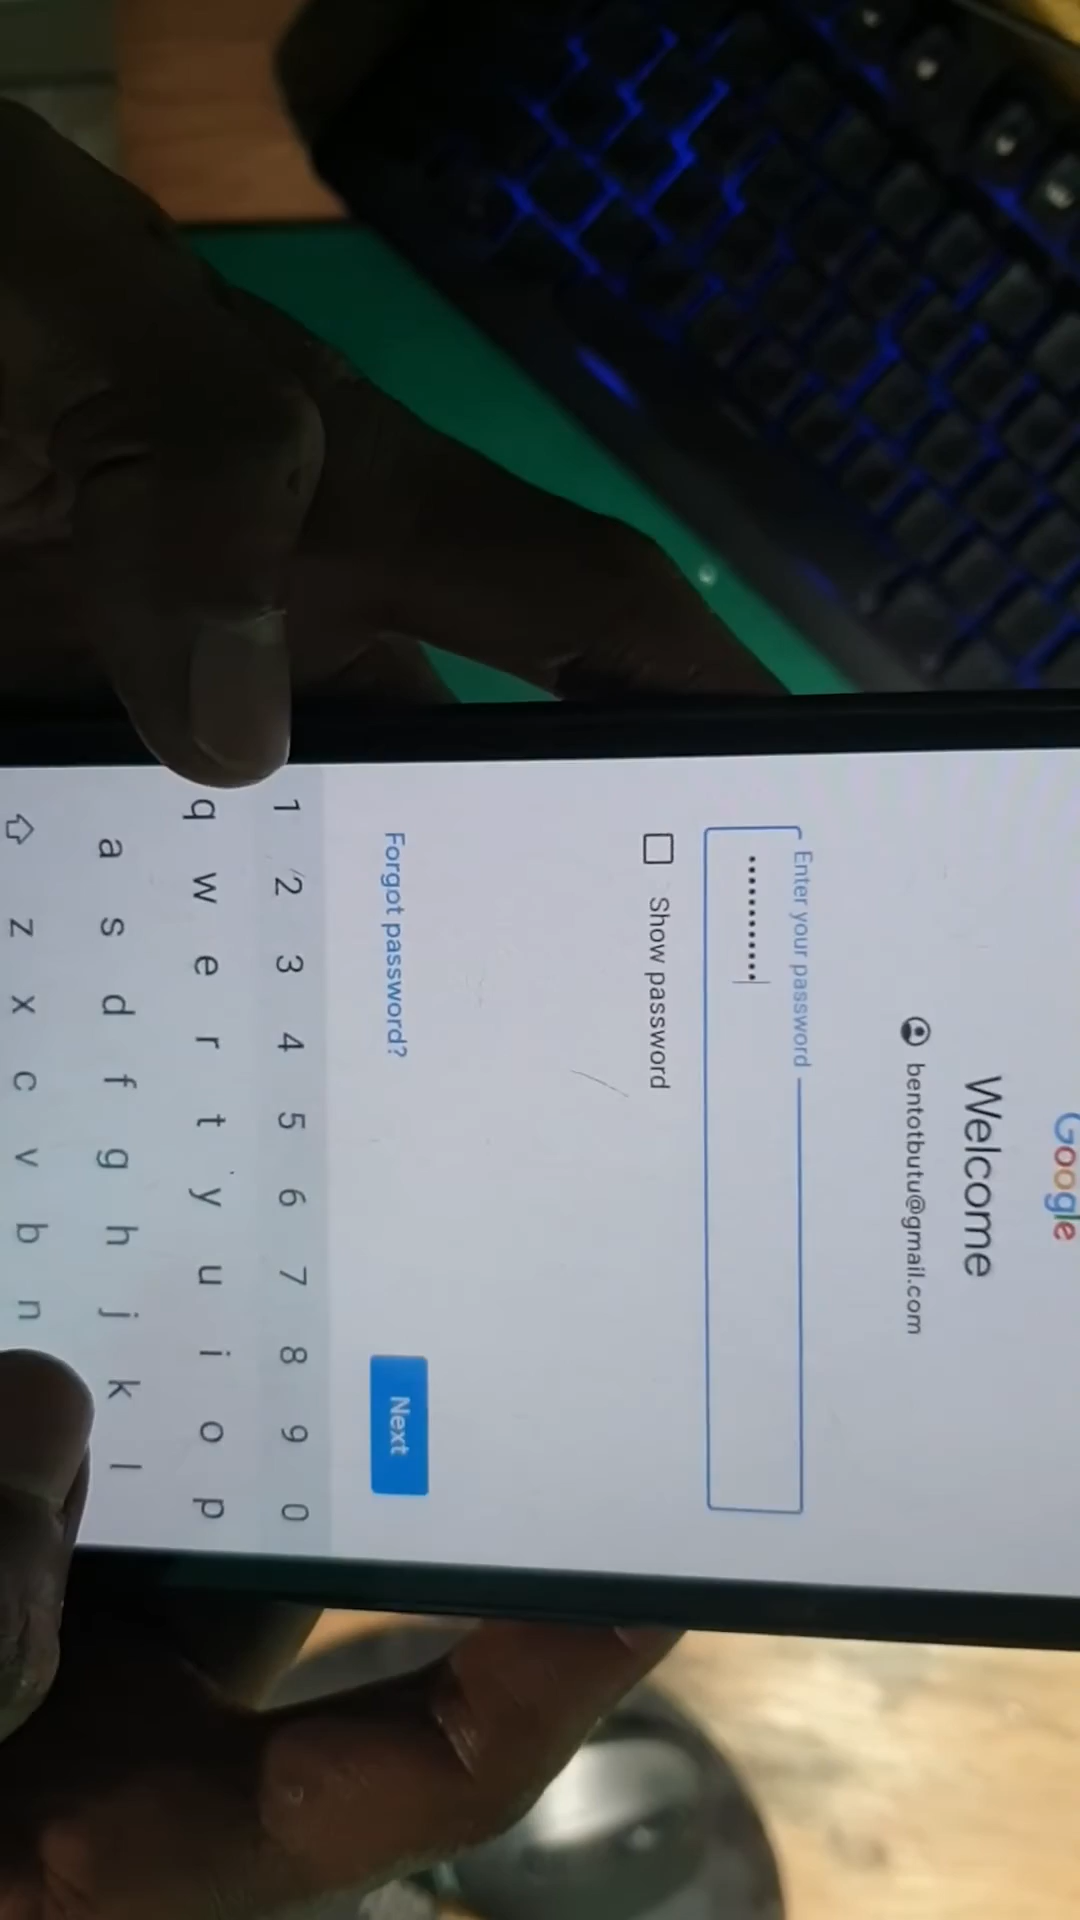 Google
Welcome
bentotbutu@gmail.com
Enter your password
••••••••••••
Show password
Forgot password?
Next
1 2 3 4 5 6 7 8 9 0
q w e r t y u i o p
a s d f g h j k l
z x c v b n